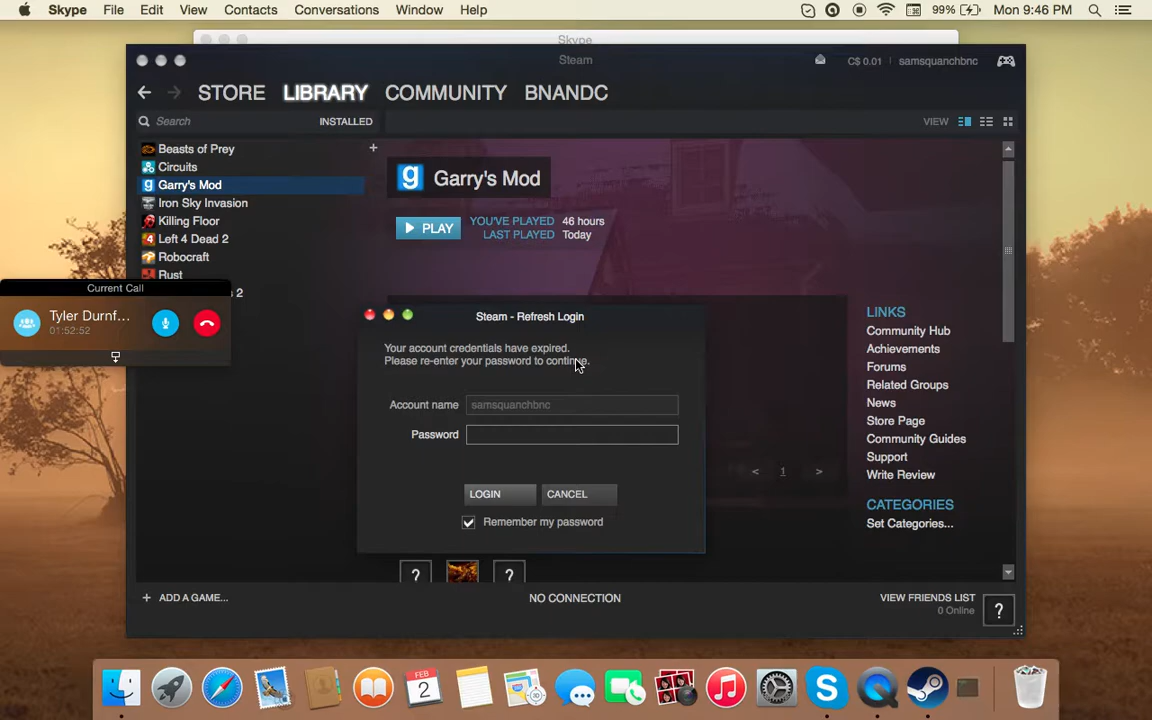 Skype File Edit View Contacts Conversations Window Help 99% Mon 9:46 PM
Skype
Steam
C$ 0.01 samsquanchbnc
STORE LIBRARY COMMUNITY BNANDC
Search INSTALLED VIEW
Beasts of Prey +
Circuits
Garry's Mod
Iron Sky Invasion
Killing Floor
Left 4 Dead 2
Robocraft
Rust
2
g Garry's Mod
PLAY
YOU'VE PLAYED 46 hours
LAST PLAYED Today
Current Call
Tyler Durnf...
01:52:52
Steam - Refresh Login
Your account credentials have expired.
Please re-enter your password to continue.
Account name samsquanchbnc
Password
LOGIN CANCEL
Remember my password
< 1 >
LINKS
Community Hub
Achievements
Forums
Related Groups
News
Store Page
Community Guides
Support
Write Review
CATEGORIES
Set Categories...
? ?
+ ADD A GAME...
NO CONNECTION
VIEW FRIENDS LIST
0 Online
?
FEB
2